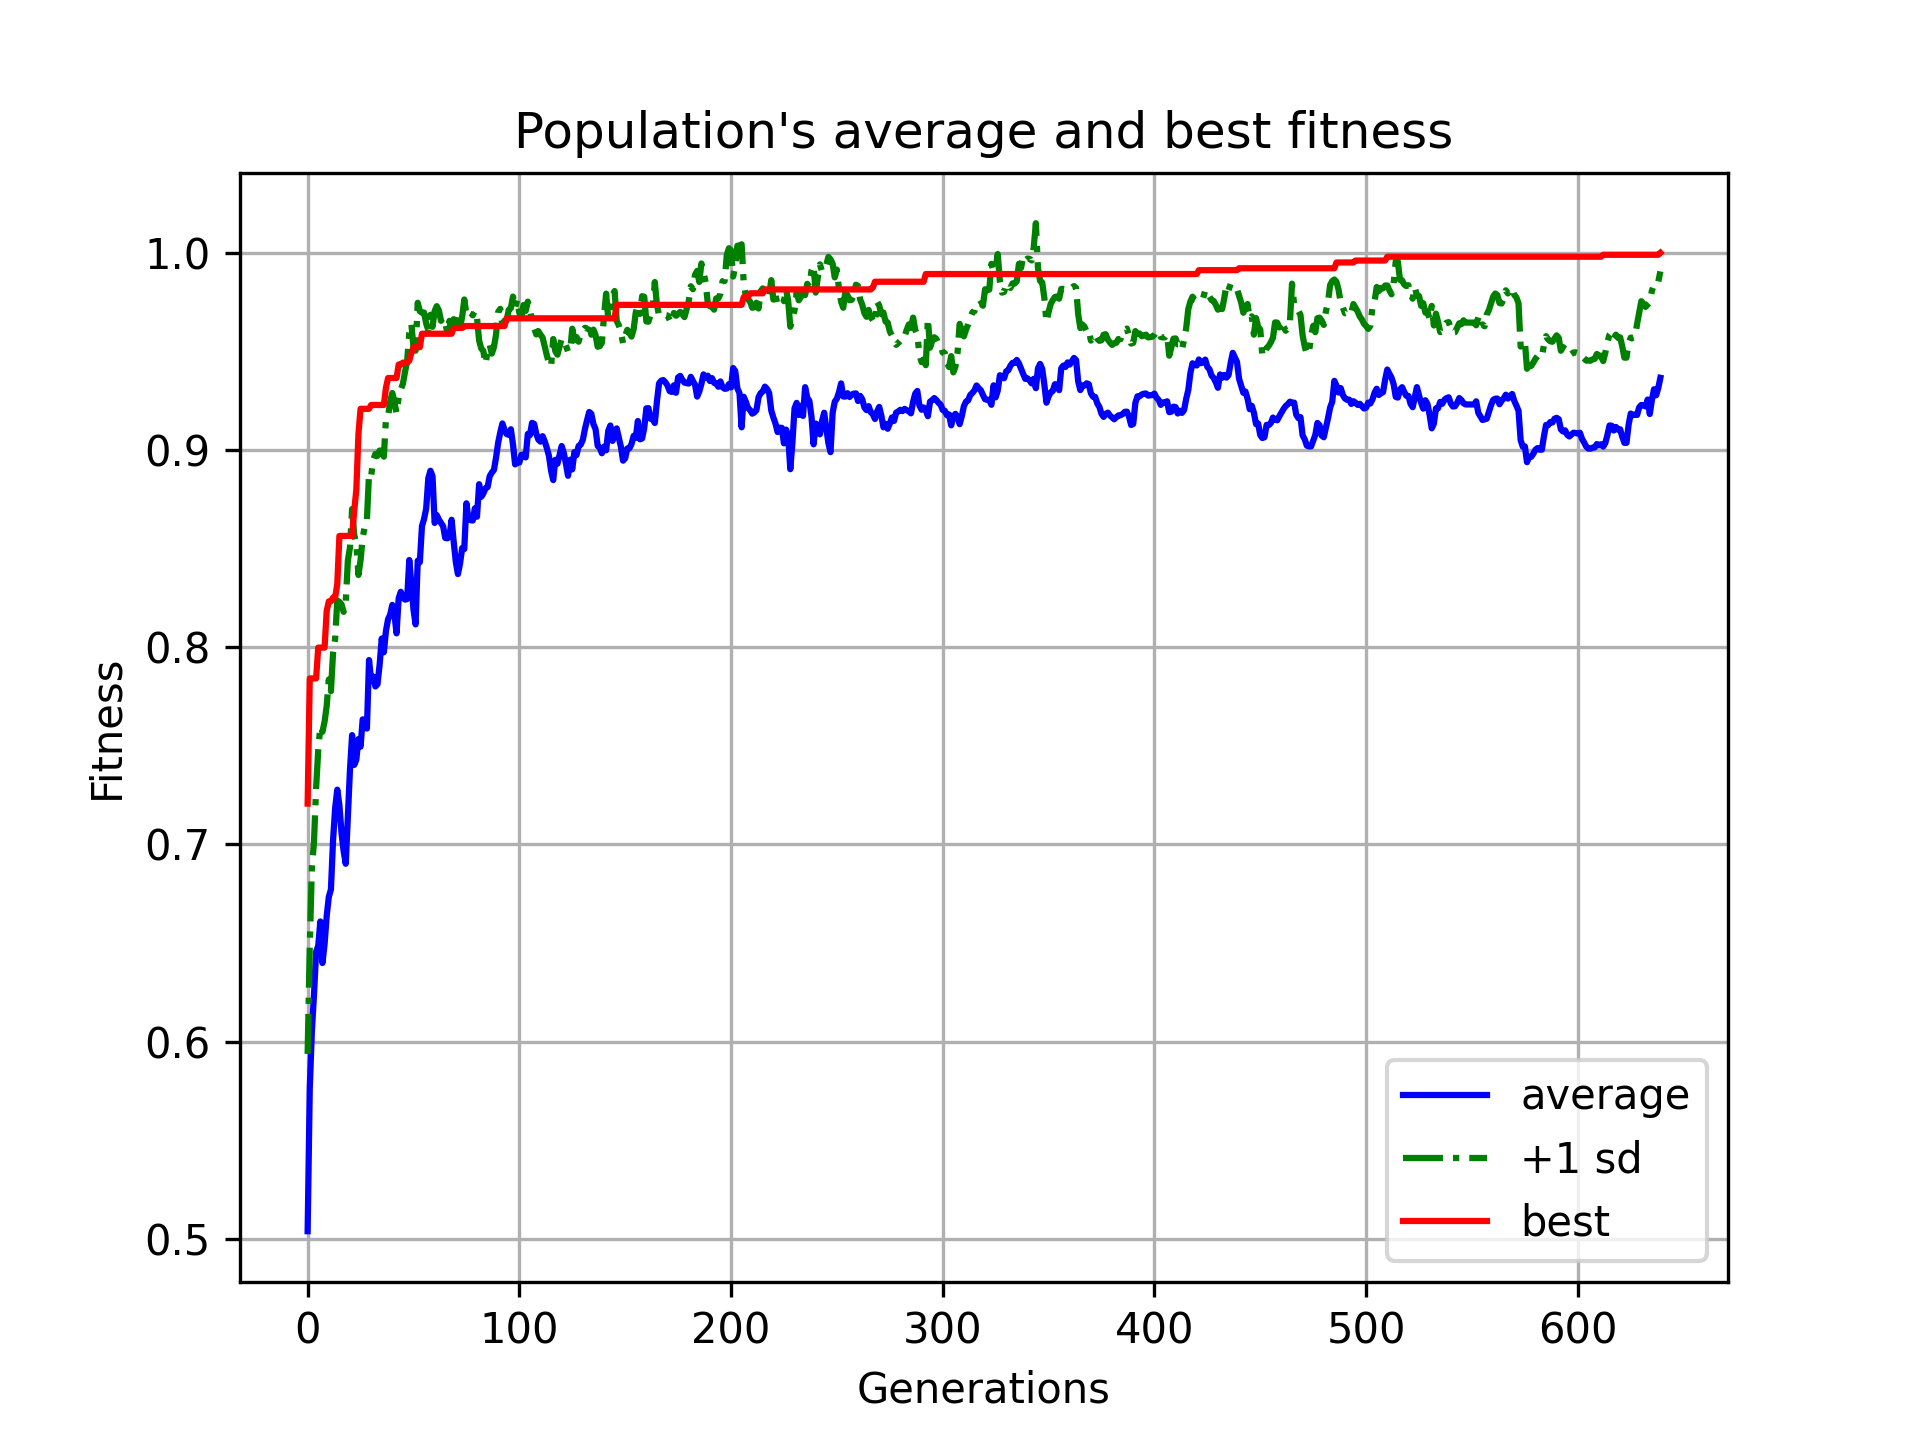 Population's average and best fitness
1.0
0.9
0.8
0.7
0.6
0.5
Fitness
0 100 200 300 400 500 600
Generations
average
+1 sd
best